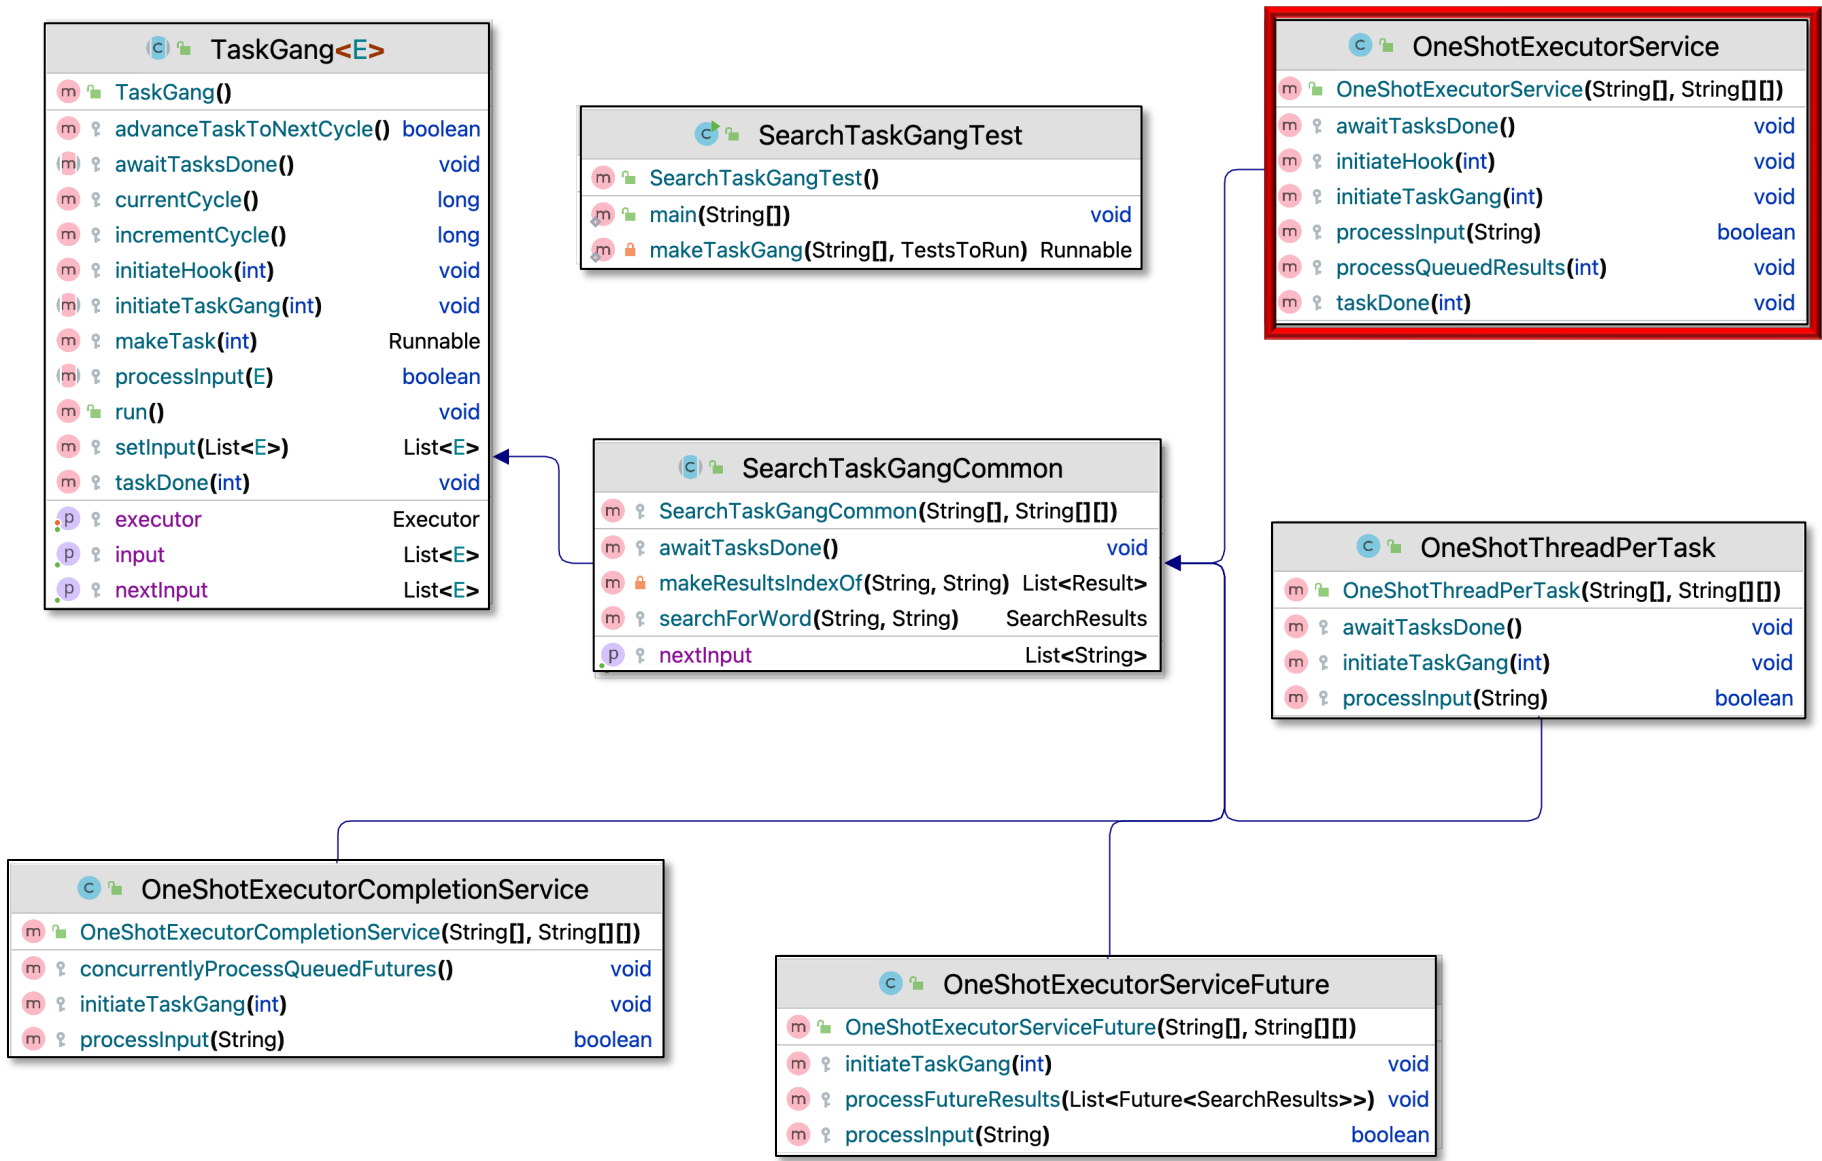 TaskGang<E>
TaskGang()
advanceTaskToNextCycle() boolean
awaitTasksDone() void
currentCycle() long
incrementCycle() long
initiateHook(int) void
initiateTaskGang(int) void
makeTask(int) Runnable
processInput(E) boolean
run() void
setInput(List<E>) List<E>
taskDone(int) void
executor Executor
input List<E>
nextInput List<E>
SearchTaskGangTest
SearchTaskGangTest()
main(String[]) void
makeTaskGang(String[], TestsToRun) Runnable
OneShotExecutorService
OneShotExecutorService(String[], String[][])
awaitTasksDone() void
initiateHook(int) void
initiateTaskGang(int) void
processInput(String) boolean
processQueuedResults(int) void
taskDone(int) void
SearchTaskGangCommon
SearchTaskGangCommon(String[], String[][])
awaitTasksDone() void
makeResultsIndexOf(String, String) List<Result>
searchForWord(String, String) SearchResults
nextInput List<String>
OneShotThreadPerTask
OneShotThreadPerTask(String[], String[][])
awaitTasksDone() void
initiateTaskGang(int) void
processInput(String) boolean
OneShotExecutorCompletionService
OneShotExecutorCompletionService(String[], String[][])
concurrentlyProcessQueuedFutures() void
initiateTaskGang(int) void
processInput(String) boolean
OneShotExecutorServiceFuture
OneShotExecutorServiceFuture(String[], String[][])
initiateTaskGang(int) void
processFutureResults(List<Future<SearchResults>>) void
processInput(String) boolean